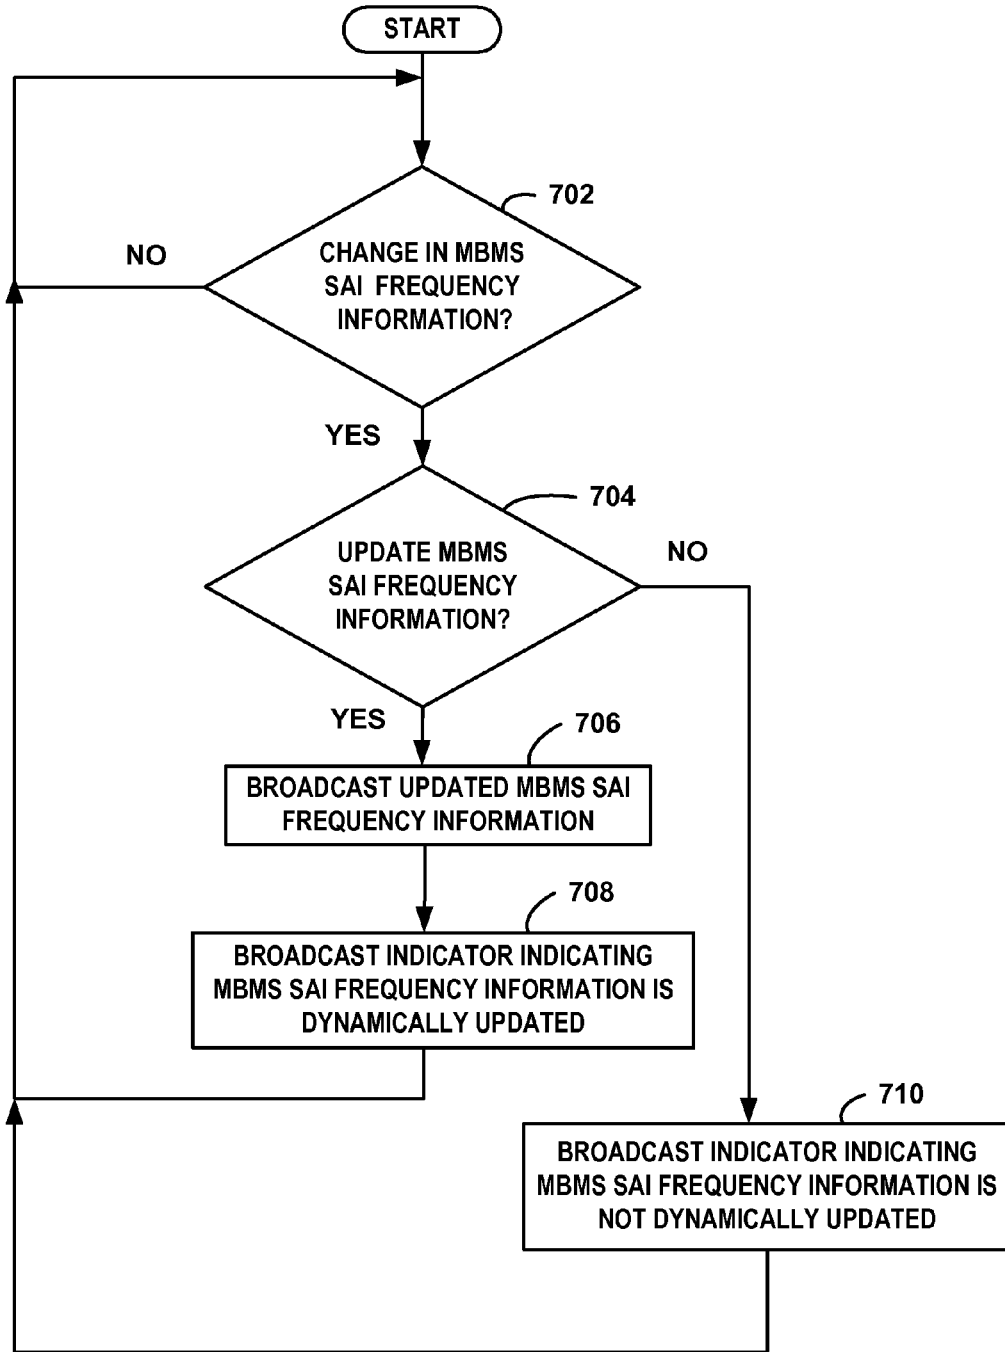 START
702
CHANGE IN MBMS
SAI FREQUENCY
INFORMATION?
NO
YES
704
UPDATE MBMS
SAI FREQUENCY
INFORMATION?
NO
YES
706
BROADCAST UPDATED MBMS SAI
FREQUENCY INFORMATION
708
BROADCAST INDICATOR INDICATING
MBMS SAI FREQUENCY INFORMATION IS
DYNAMICALLY UPDATED
710
BROADCAST INDICATOR INDICATING
MBMS SAI FREQUENCY INFORMATION IS
NOT DYNAMICALLY UPDATED